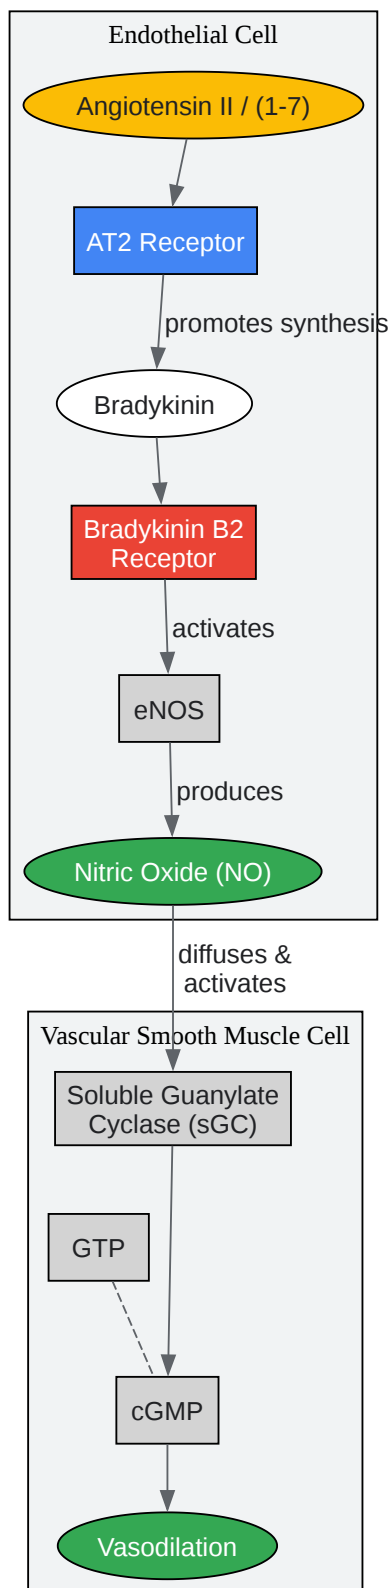 Endothelial Cell
Angiotensin II / (1-7)
AT2 Receptor
promotes synthesis
Bradykinin
Bradykinin B2
Receptor
activates
eNOS
produces
Nitric Oxide (NO)
diffuses &
activates
Vascular Smooth Muscle Cell
Soluble Guanylate
Cyclase (sGC)
GTP
cGMP
Vasodilation